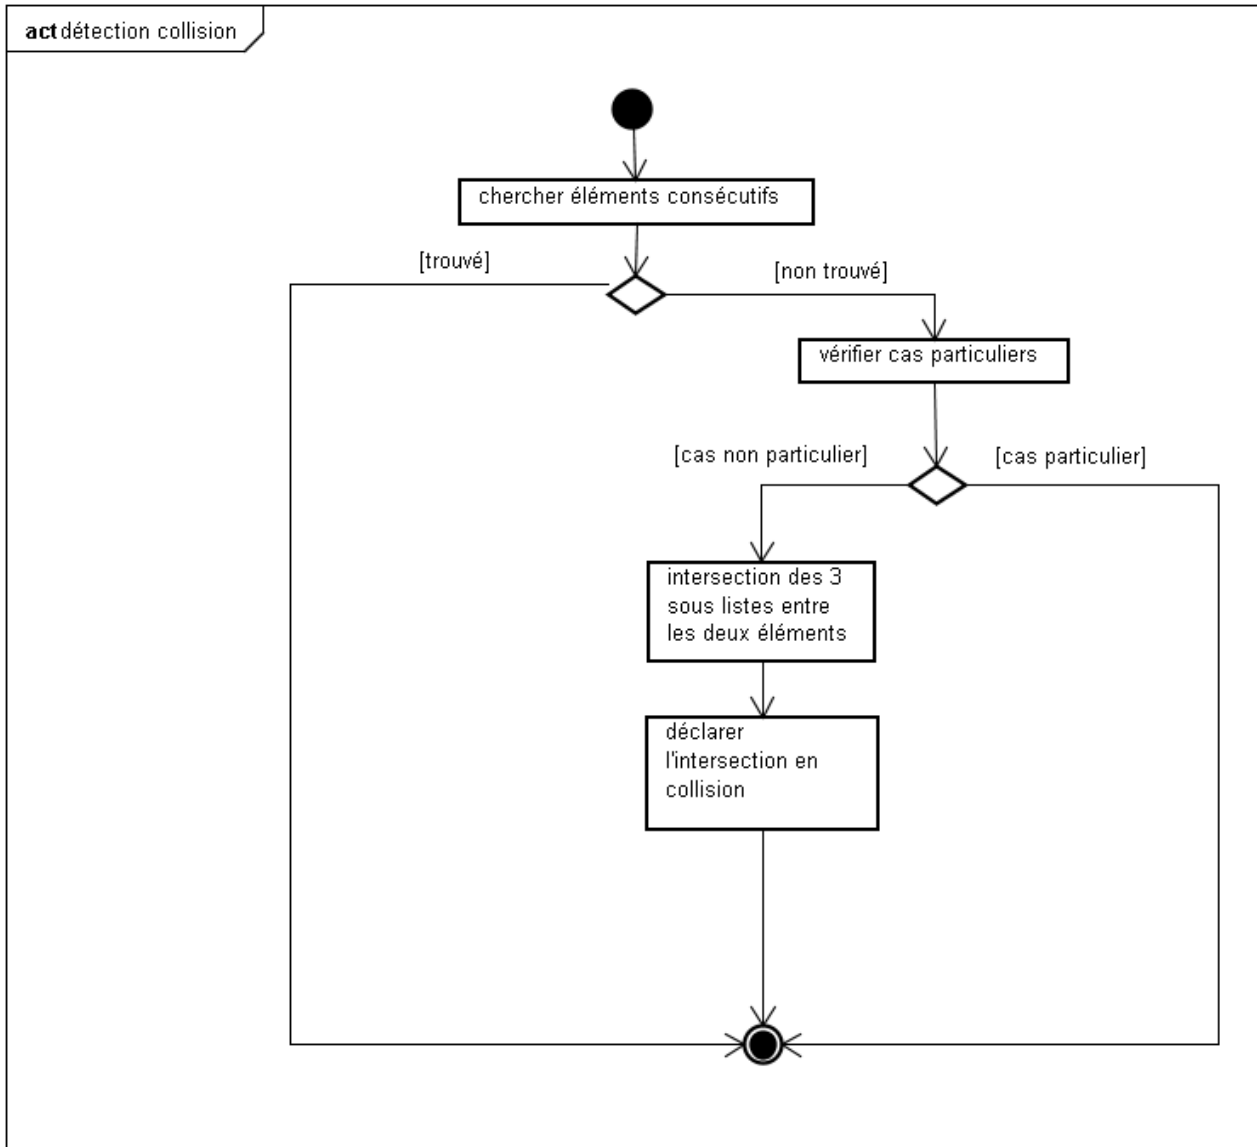 act détection collision
chercher éléments consécutifs
[trouvé]
[non trouvé]
vérifier cas particuliers
[cas non particulier]
[cas particulier]
intersection des 3
sous listes entre
les deux éléments
déclarer
l'intersection en
collision